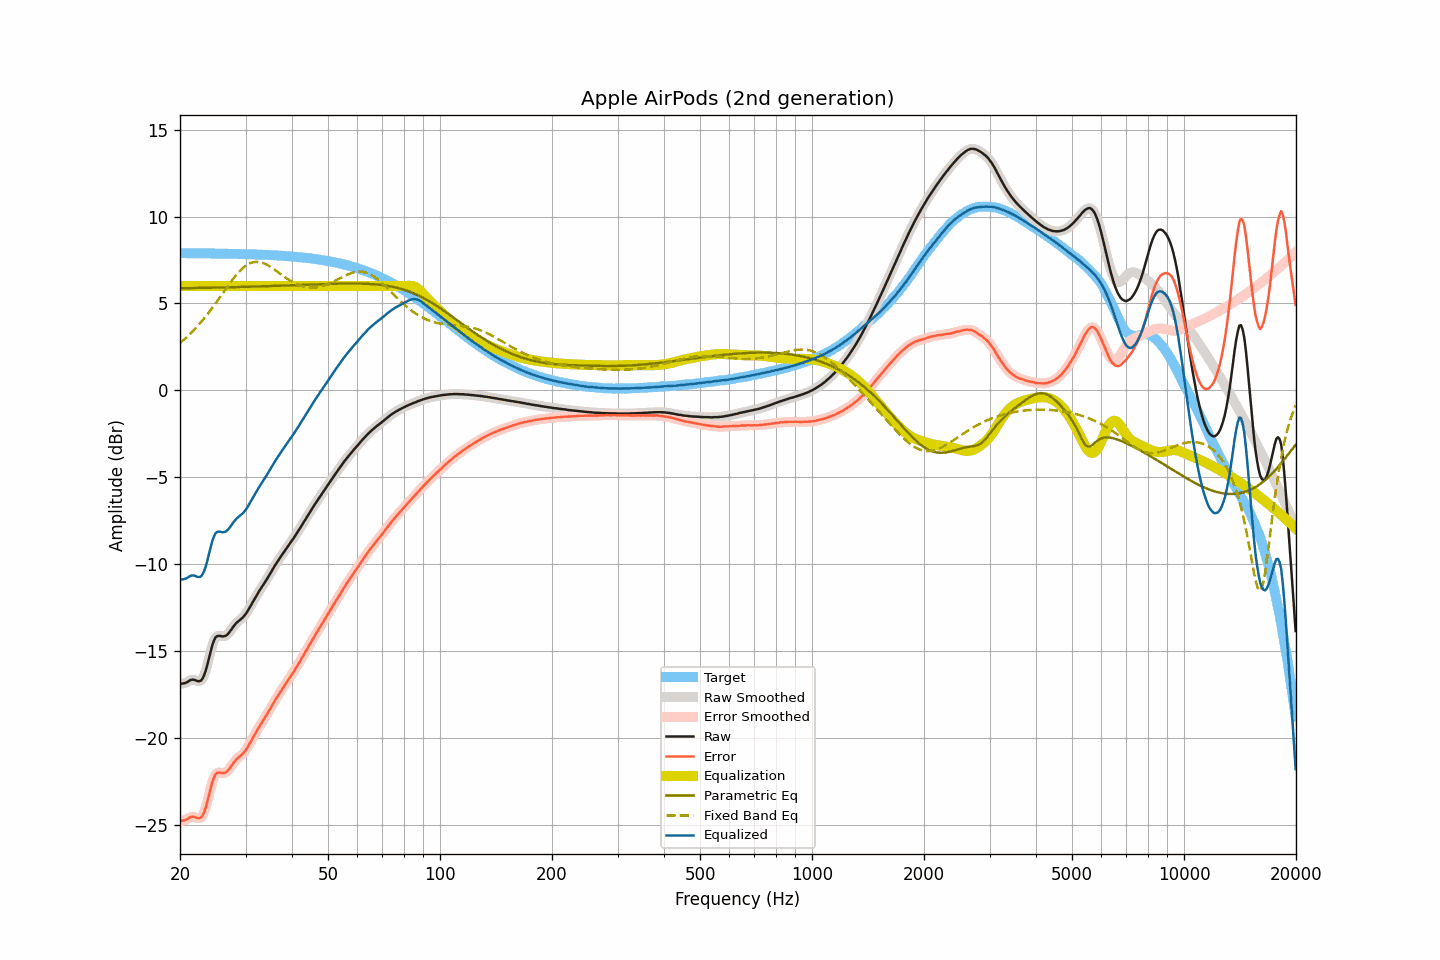 Apple AirPods (2nd generation)
15
10
5
0
−5
−10
−15
−20
−25
Amplitude (dBr)
Target
Raw Smoothed
Error Smoothed
Raw
Error
Equalization
Parametric Eq
Fixed Band Eq
Equalized
20 50 100 200 500 1000 2000 5000 10000 20000
Frequency (Hz)